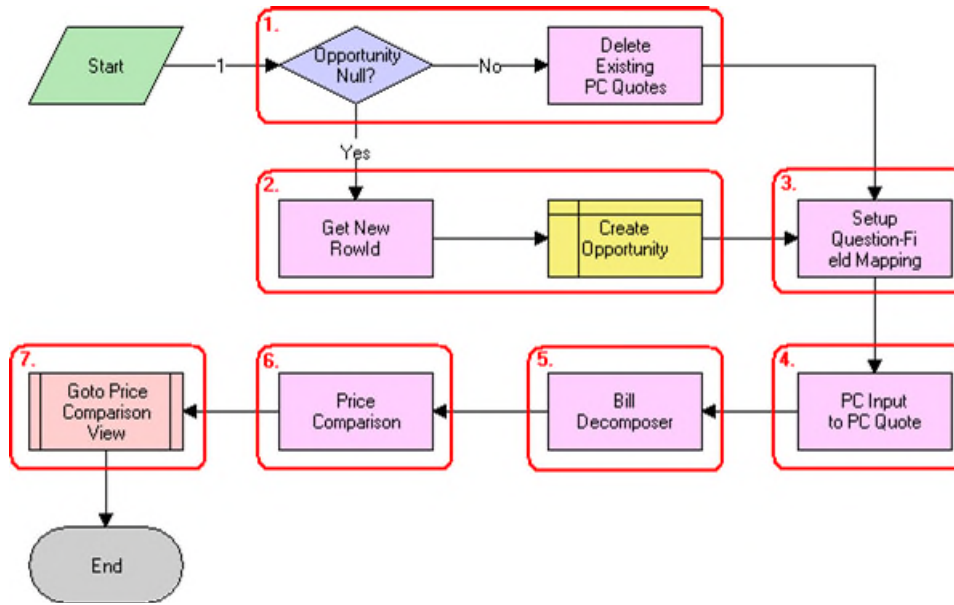 1.
Start
1
Opportunity
Null?
No
Delete
Existing
PC Quotes
Yes
2.
Get New
RowId
Create
Opportunity
3.
Setup
Question-Fi
eld Mapping
7.
Goto Price
Comparison
View
6.
Price
Comparison
5.
Bill
Decomposer
4.
PC Input
to PC Quote
End